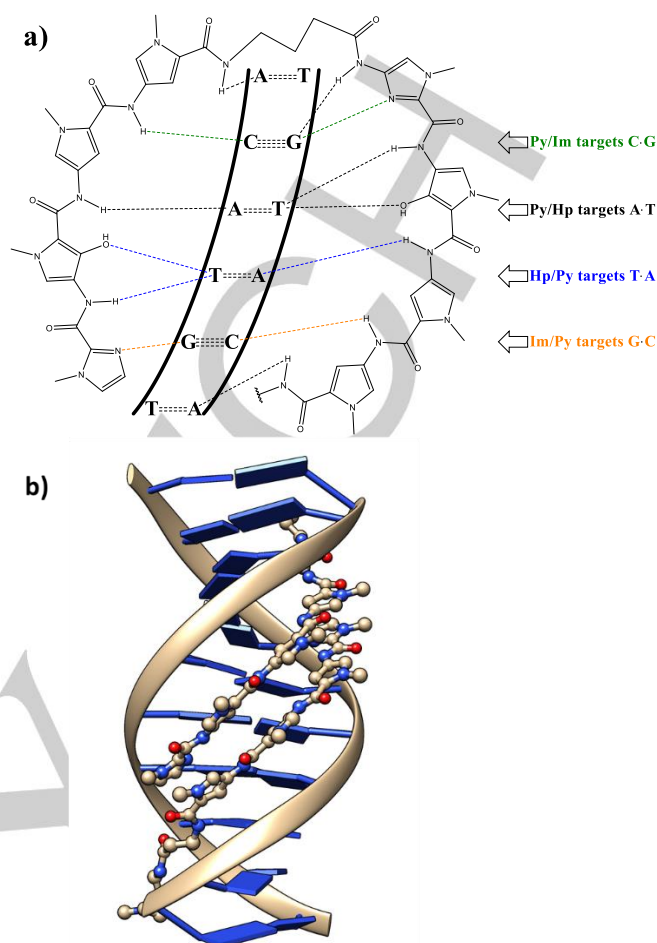 a)
O
O
N
N
H
N
H
N
A == T
H
H
N
N
O
N
H
N
O
N
C ≡≡ G
Py/Im targets C·G
O
H
N
N
H
H
A == T
O
H
N
Py/Hp targets A·T
O
O
H
N
T == A
H
N
O
Hp/Py targets T·A
N
H
O
N
H
N
G ≡≡ C
N
O
Im/Py targets G·C
N
H
N
H
T == A
N
O
b)